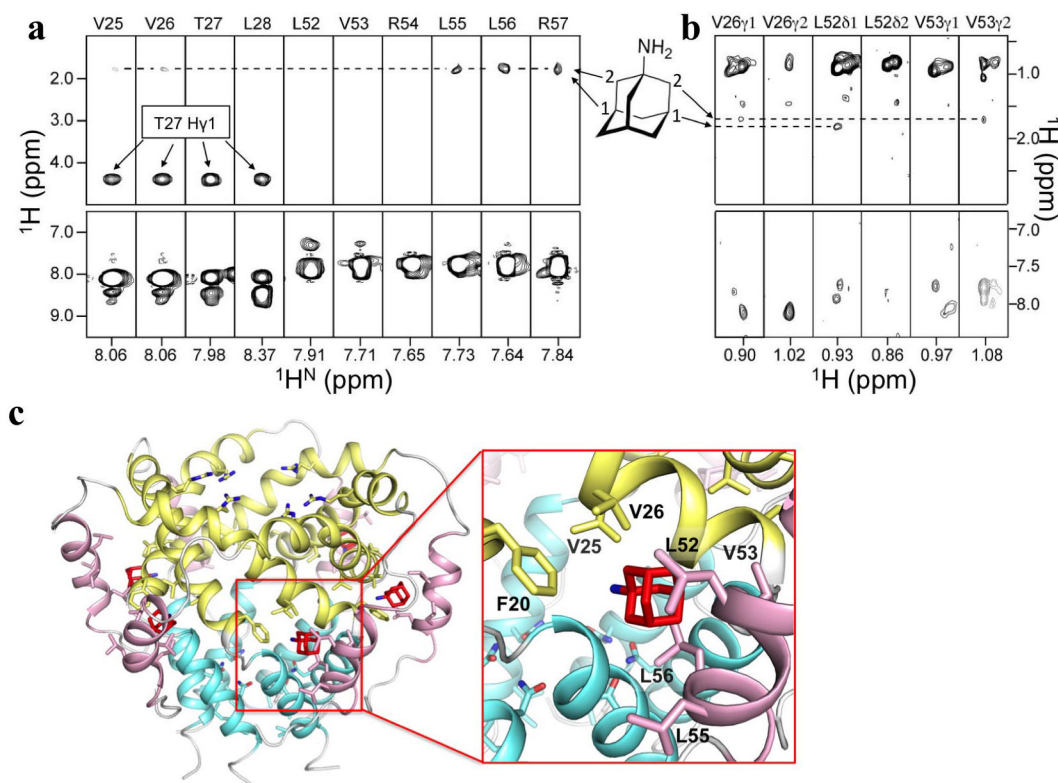 a
V25 V26 T27 L28 L52 V53 R54 L55 L56 R57
2.0
3.0
4.0
7.0
8.0
9.0
¹H (ppm)
T27 Hγ1
8.06 8.06 7.98 8.37 7.91 7.71 7.65 7.73 7.64 7.84
¹Hᴺ (ppm)
NH₂
2 2
1 1
b
V26γ1 V26γ2 L52δ1 L52δ2 V53γ1 V53γ2
1.0
2.0
7.5
8.0
¹H (ppm)
0.90 1.02 0.93 0.86 0.97 1.08
¹H (ppm)
c
V26
V25
L52
V53
F20
L56
L55